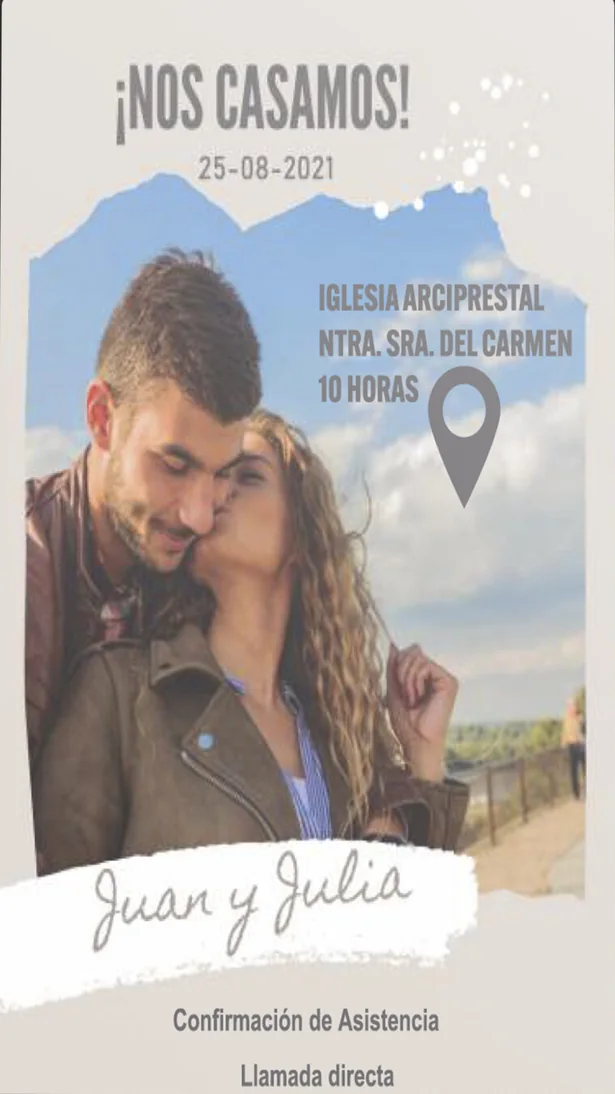 ¡NOS CASAMOS!
25-08-2021
IGLESIA ARCIPRESTAL
NTRA. SRA. DEL CARMEN
10 HORAS
Juan y Julia
Confirmación de Asistencia
Llamada directa